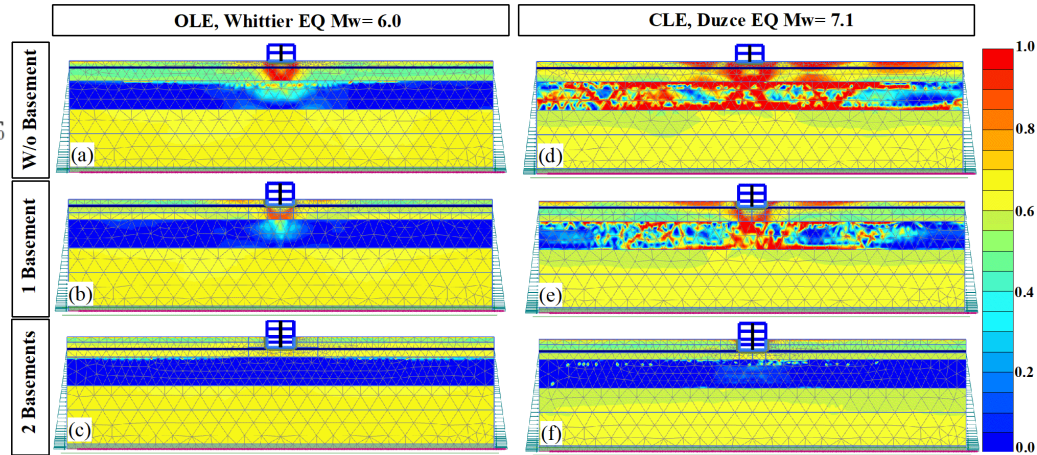 OLE, Whittier EQ Mw= 6.0
CLE, Duzce EQ Mw= 7.1
W/o Basement
(a)
(d)
1.0
0.8
0.6
0.4
0.2
0.0
1 Basement
(b)
(e)
2 Basements
(c)
(f)